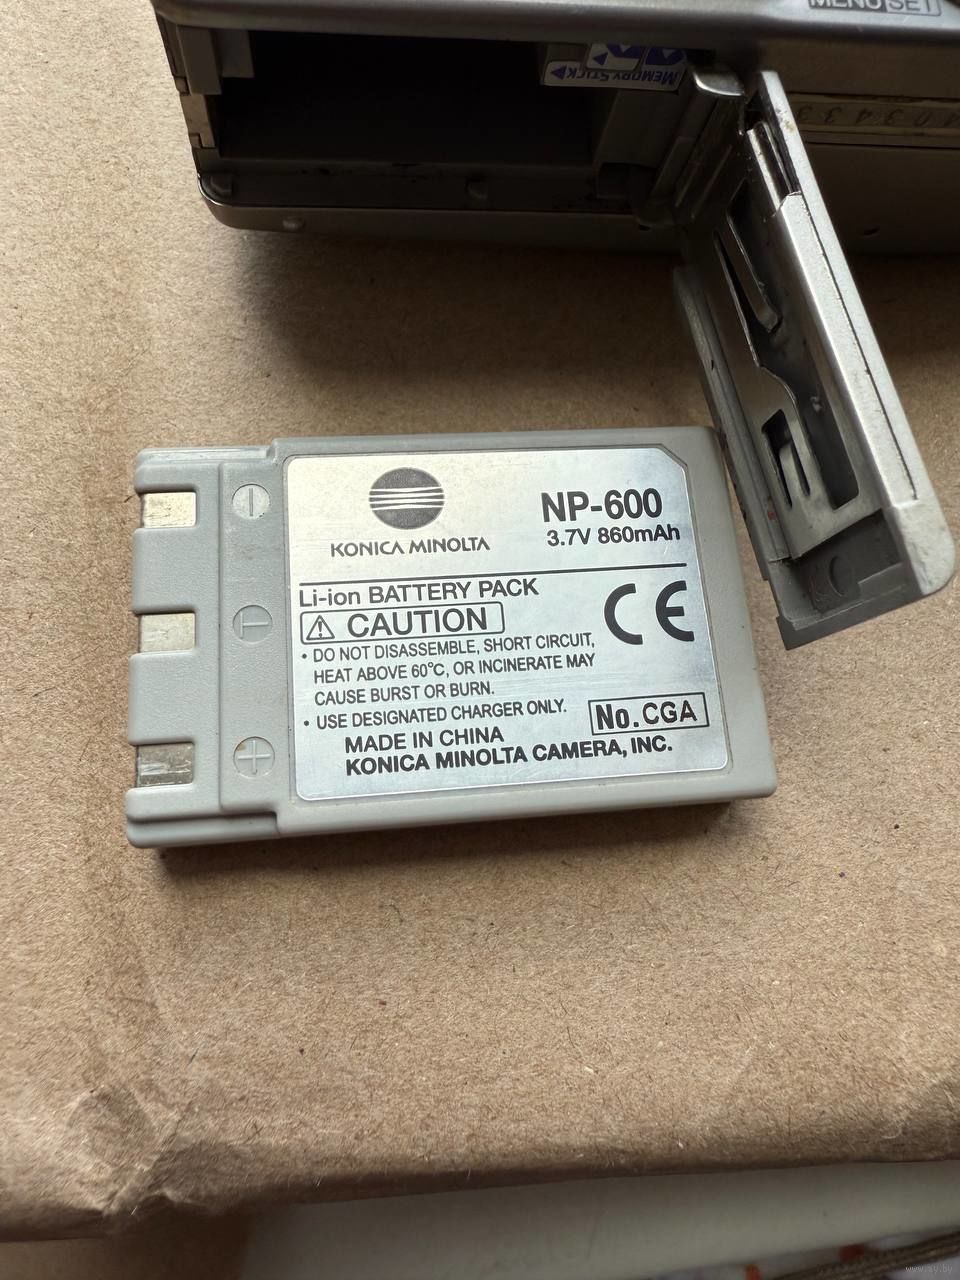 MENU SET
MEMORY STICK
NP-600
KONICA MINOLTA
3.7V 860mAh
Li-ion BATTERY PACK
CAUTION
CE
• DO NOT DISASSEMBLE, SHORT CIRCUIT,
HEAT ABOVE 60°C, OR INCINERATE MAY
CAUSE BURST OR BURN.
• USE DESIGNATED CHARGER ONLY.
No.CGA
MADE IN CHINA
KONICA MINOLTA CAMERA, INC.
− T +